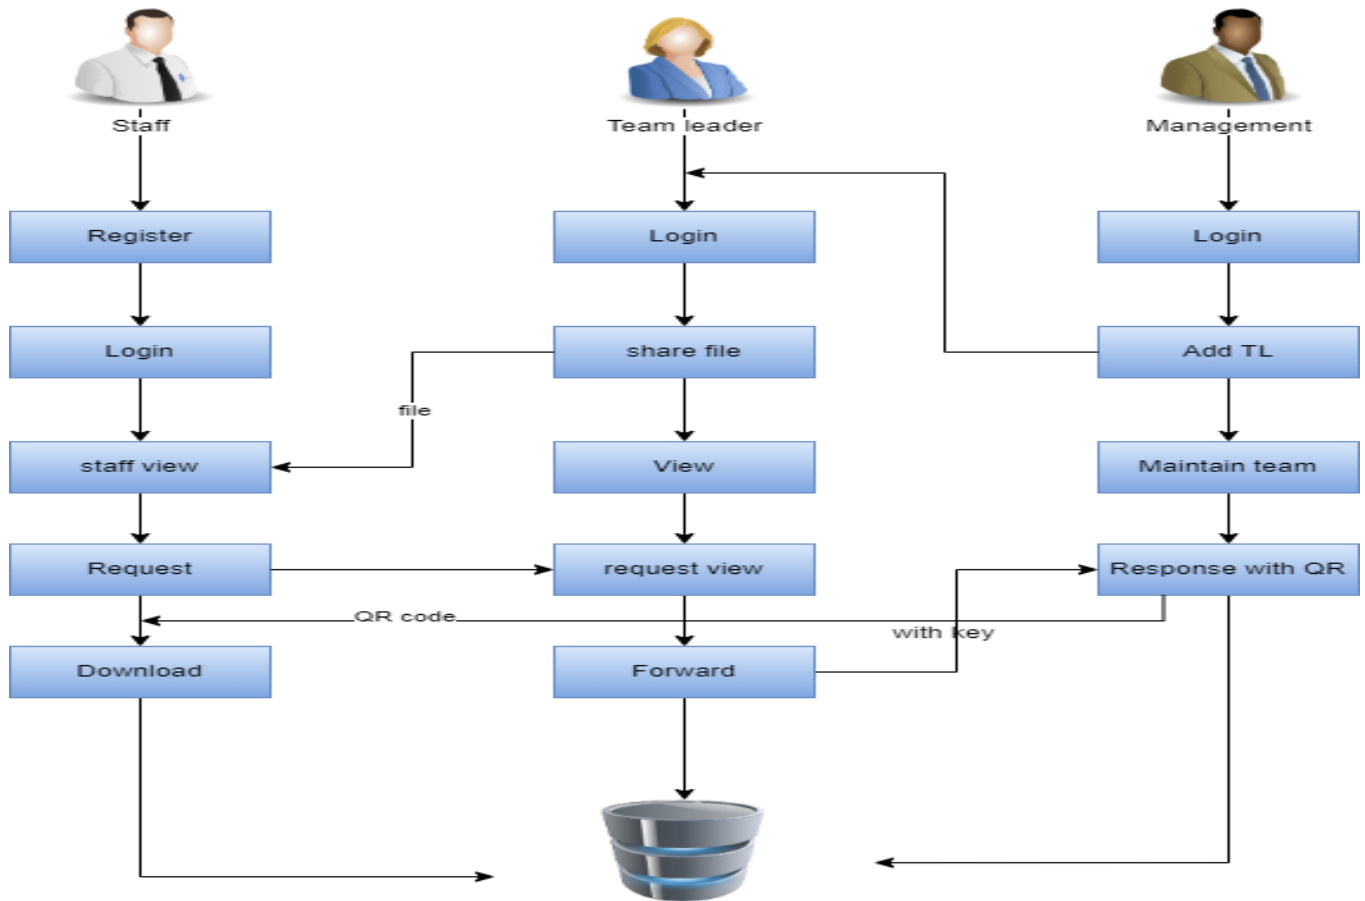 Staff
Team leader
Management
Register
Login
Login
Login
share file
Add TL
file
staff view
View
Maintain team
Request
request view
Response with QR
QR code
with key
Download
Forward